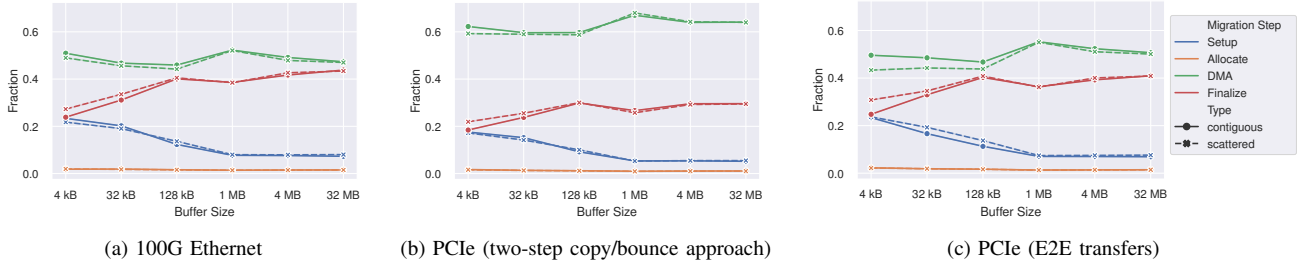 Fraction
0.6
0.4
0.2
0.0
4 kB 32 kB 128 kB 1 MB 4 MB 32 MB
Buffer Size
(a) 100G Ethernet
Fraction
0.6
0.4
0.2
0.0
4 kB 32 kB 128 kB 1 MB 4 MB 32 MB
Buffer Size
(b) PCIe (two-step copy/bounce approach)
Fraction
0.6
0.4
0.2
0.0
4 kB 32 kB 128 kB 1 MB 4 MB 32 MB
Buffer Size
(c) PCIe (E2E transfers)
Migration Step
Setup
Allocate
DMA
Finalize
Type
contiguous
scattered